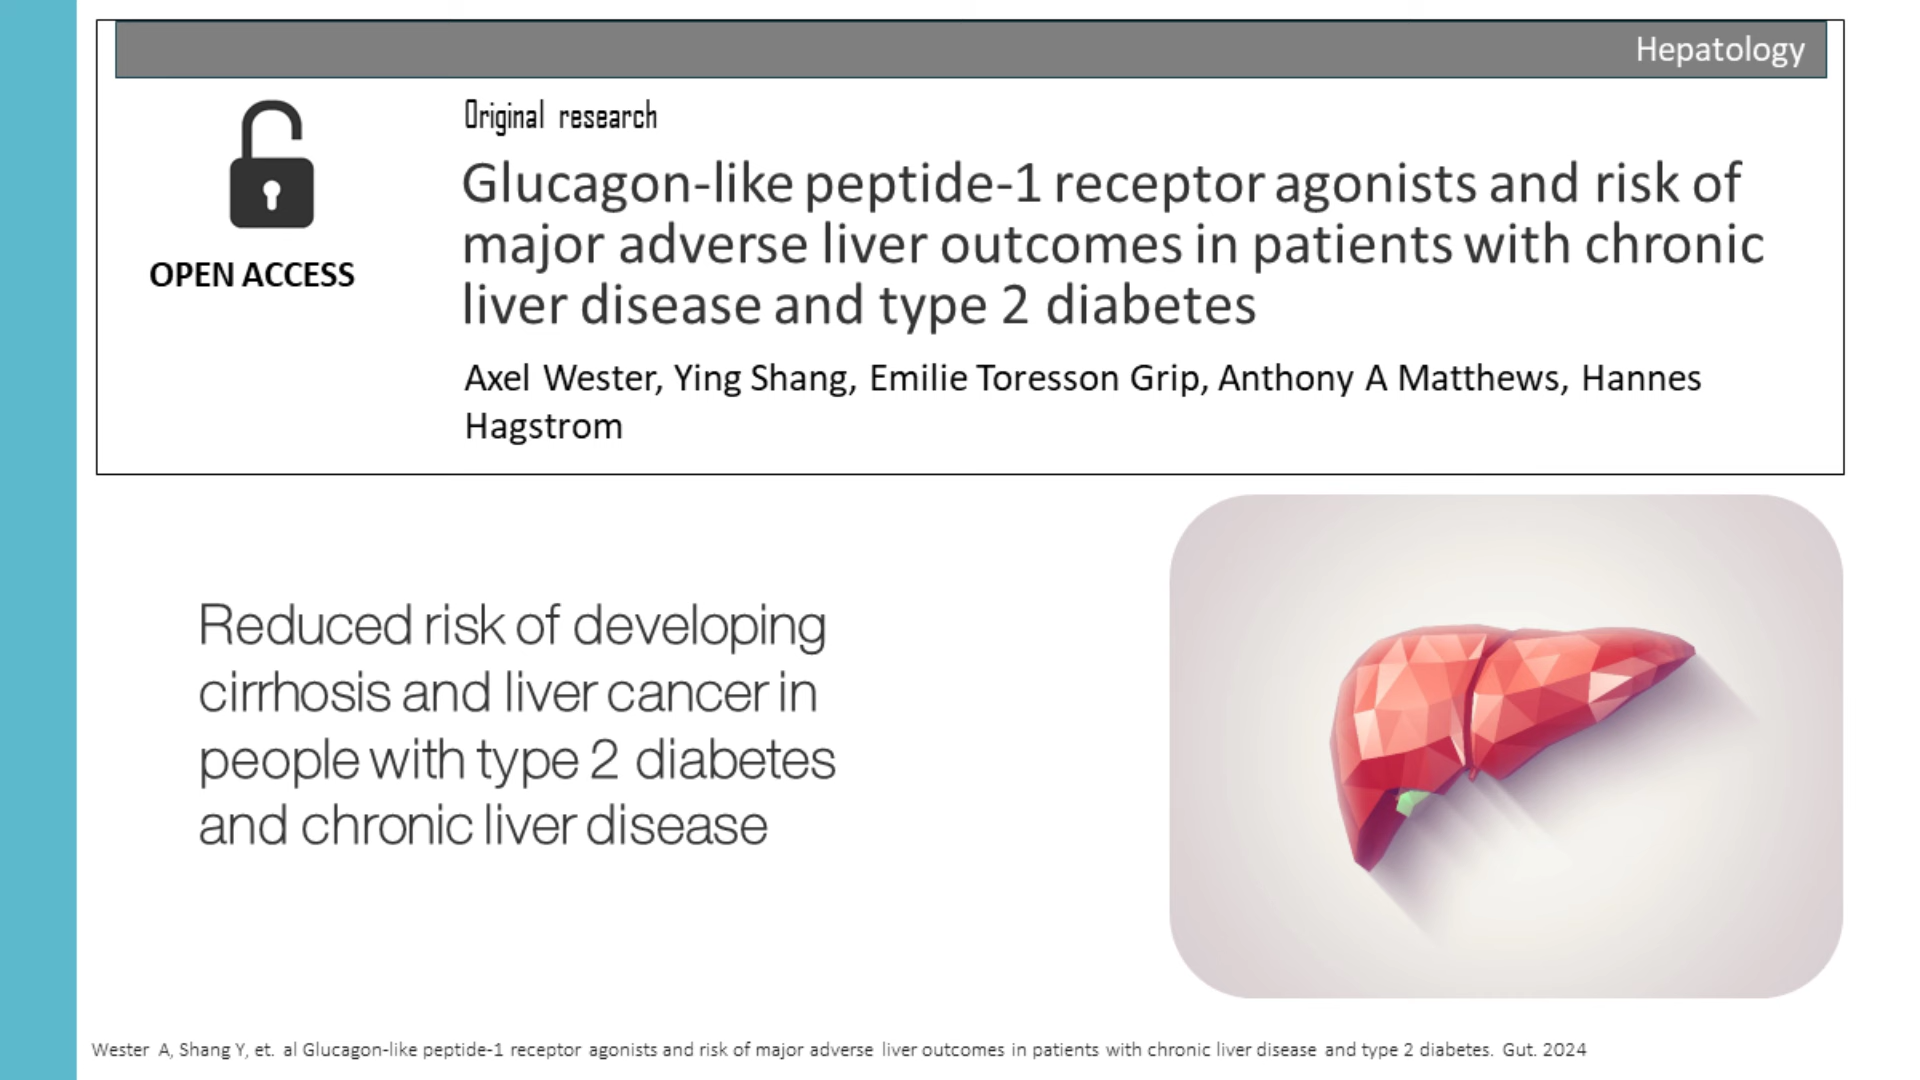 Hepatology
OPEN ACCESS
Original research
Glucagon-like peptide-1 receptor agonists and risk of
major adverse liver outcomes in patients with chronic
liver disease and type 2 diabetes
Axel Wester, Ying Shang, Emilie Toresson Grip, Anthony A Matthews, Hannes
Hagstrom
Reduced risk of developing
cirrhosis and liver cancer in
people with type 2 diabetes
and chronic liver disease
Wester A, Shang Y, et. al Glucagon-like peptide-1 receptor agonists and risk of major adverse liver outcomes in patients with chronic liver disease and type 2 diabetes. Gut. 2024